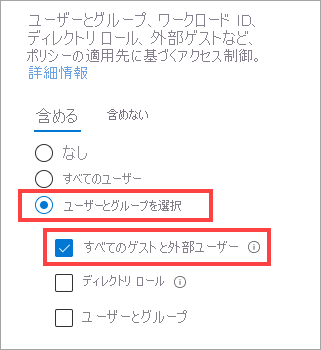 ユーザーとグループ、ワークロード ID、
ディレクトリ ロール、外部ゲストなど、
ポリシーの適用先に基づくアクセス制御。
詳細情報
含める 含めない
なし
すべてのユーザー
ユーザーとグループを選択
すべてのゲストと外部ユーザー
ディレクトリ ロール
ユーザーとグループ